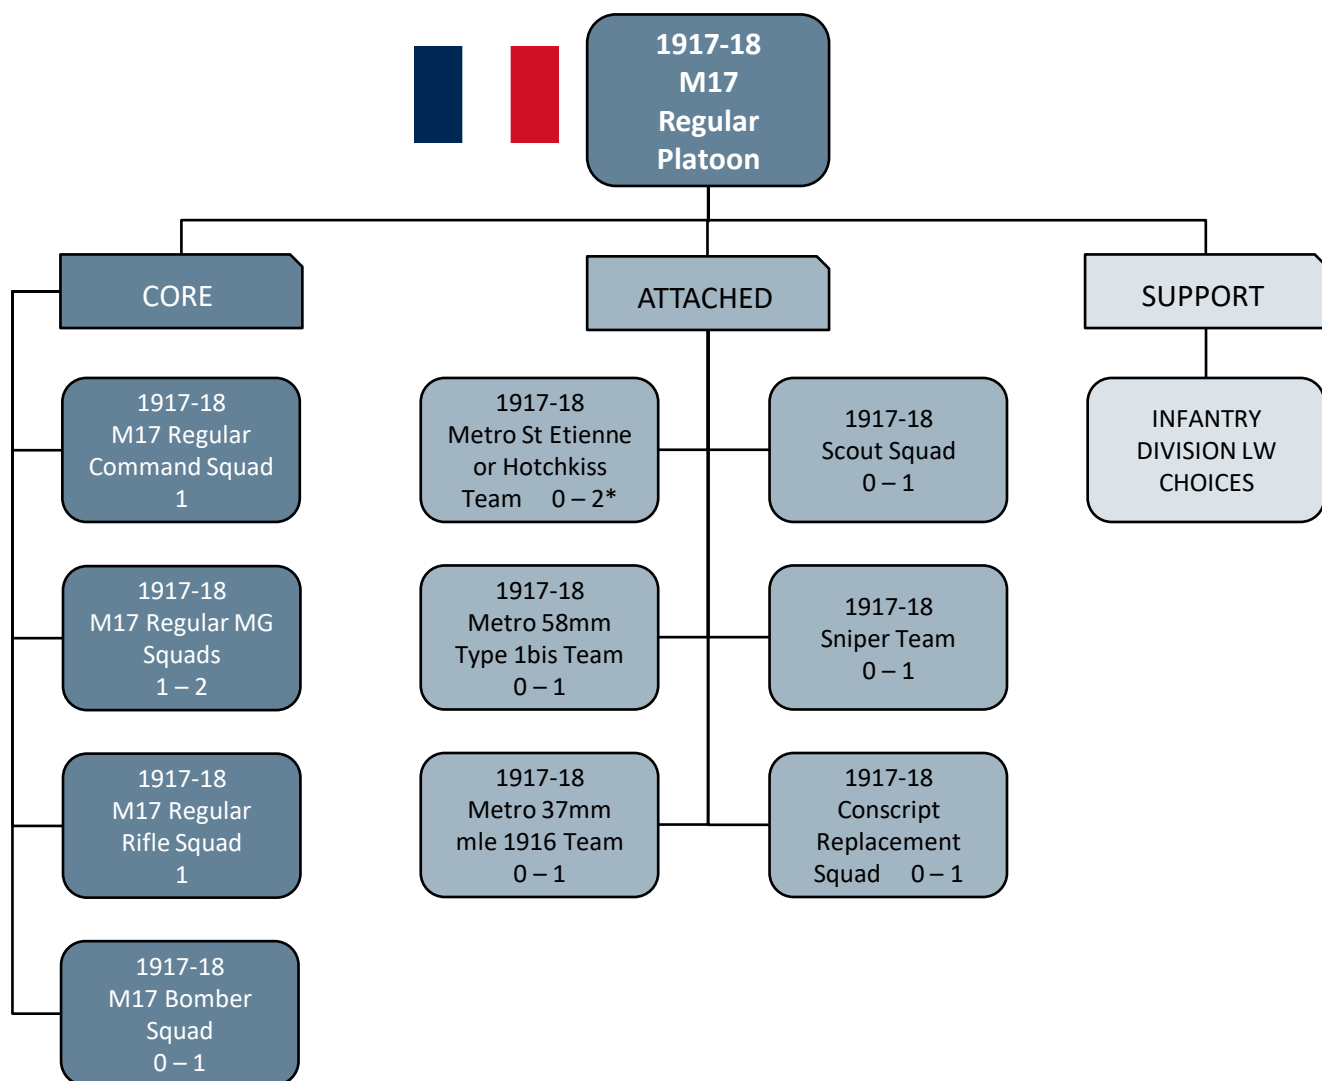 1917-18
M17
Regular
Platoon
CORE
1917-18
M17 Regular
Command Squad
1
1917-18
M17 Regular MG
Squads
1 – 2
1917-18
M17 Regular
Rifle Squad
1
1917-18
M17 Bomber
Squad
0 – 1
ATTACHED
1917-18
Metro St Etienne
or Hotchkiss
Team 0 – 2*
1917-18
Metro 58mm
Type 1bis Team
0 – 1
1917-18
Metro 37mm
mle 1916 Team
0 – 1
1917-18
Scout Squad
0 – 1
1917-18
Sniper Team
0 – 1
1917-18
Conscript
Replacement
Squad 0 – 1
SUPPORT
INFANTRY
DIVISION LW
CHOICES